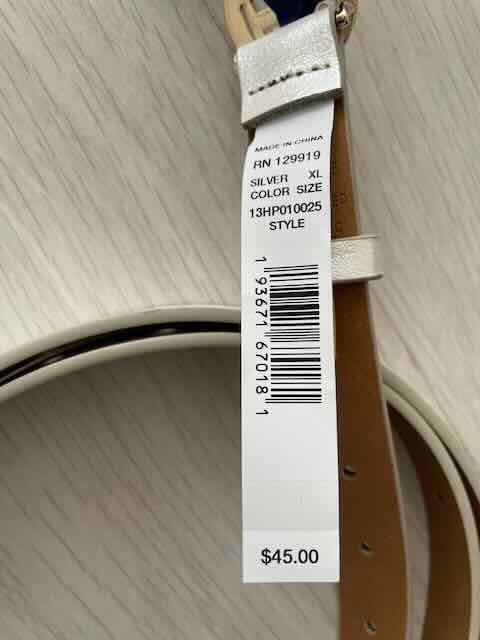 MADE IN CHINA
RN 129919
SILVER XL
COLOR SIZE
13HP010025
STYLE
1 93671 67018 1
$45.00